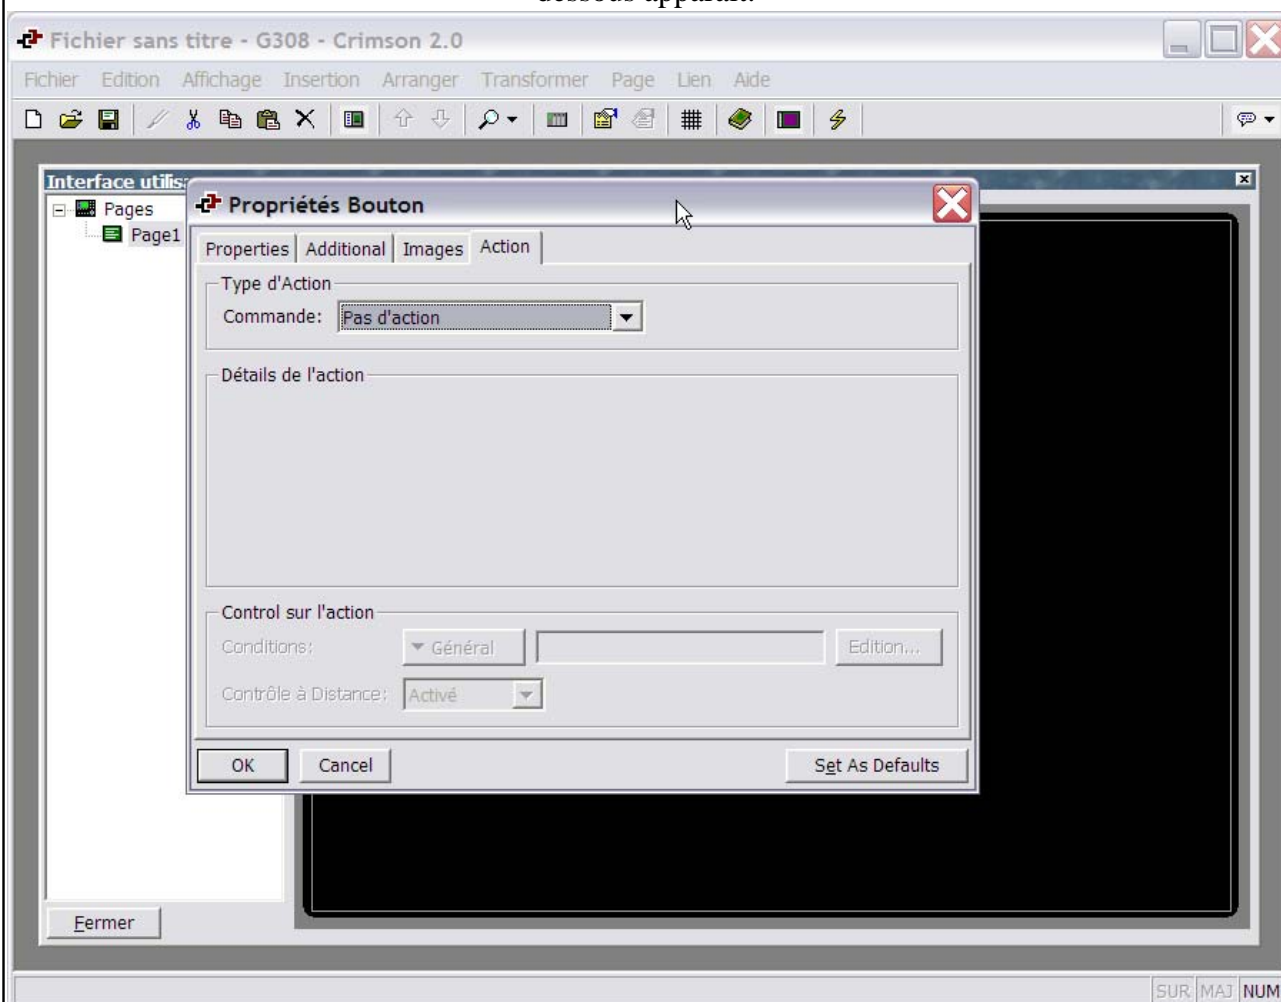 dessous apparaît.
Fichier sans titre - G308 - Crimson 2.0
Fichier Edition Affichage Insertion Arranger Transformer Page Lien Aide
Interface utilis
Pages
Page1
Propriétés Bouton
Properties Additional Images Action
Type d'Action
Commande: Pas d'action
Détails de l'action
Control sur l'action
Conditions: Général Edition...
Contrôle à Distance: Activé
OK Cancel Set As Defaults
Fermer
SUR MAJ NUM